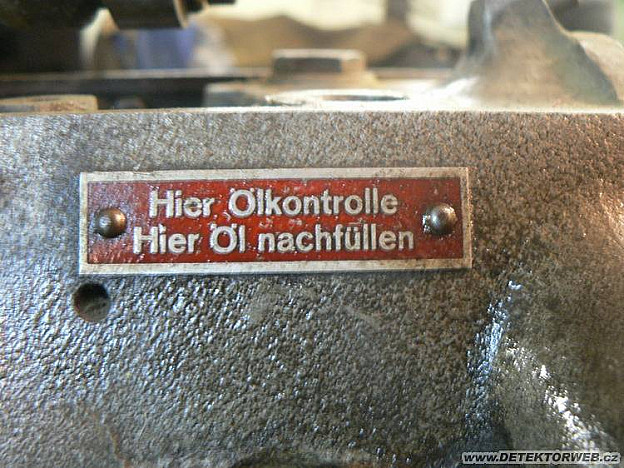 Hier Ölkontrolle
Hier Öl nachfüllen
www.DETEKTORWEB.cz